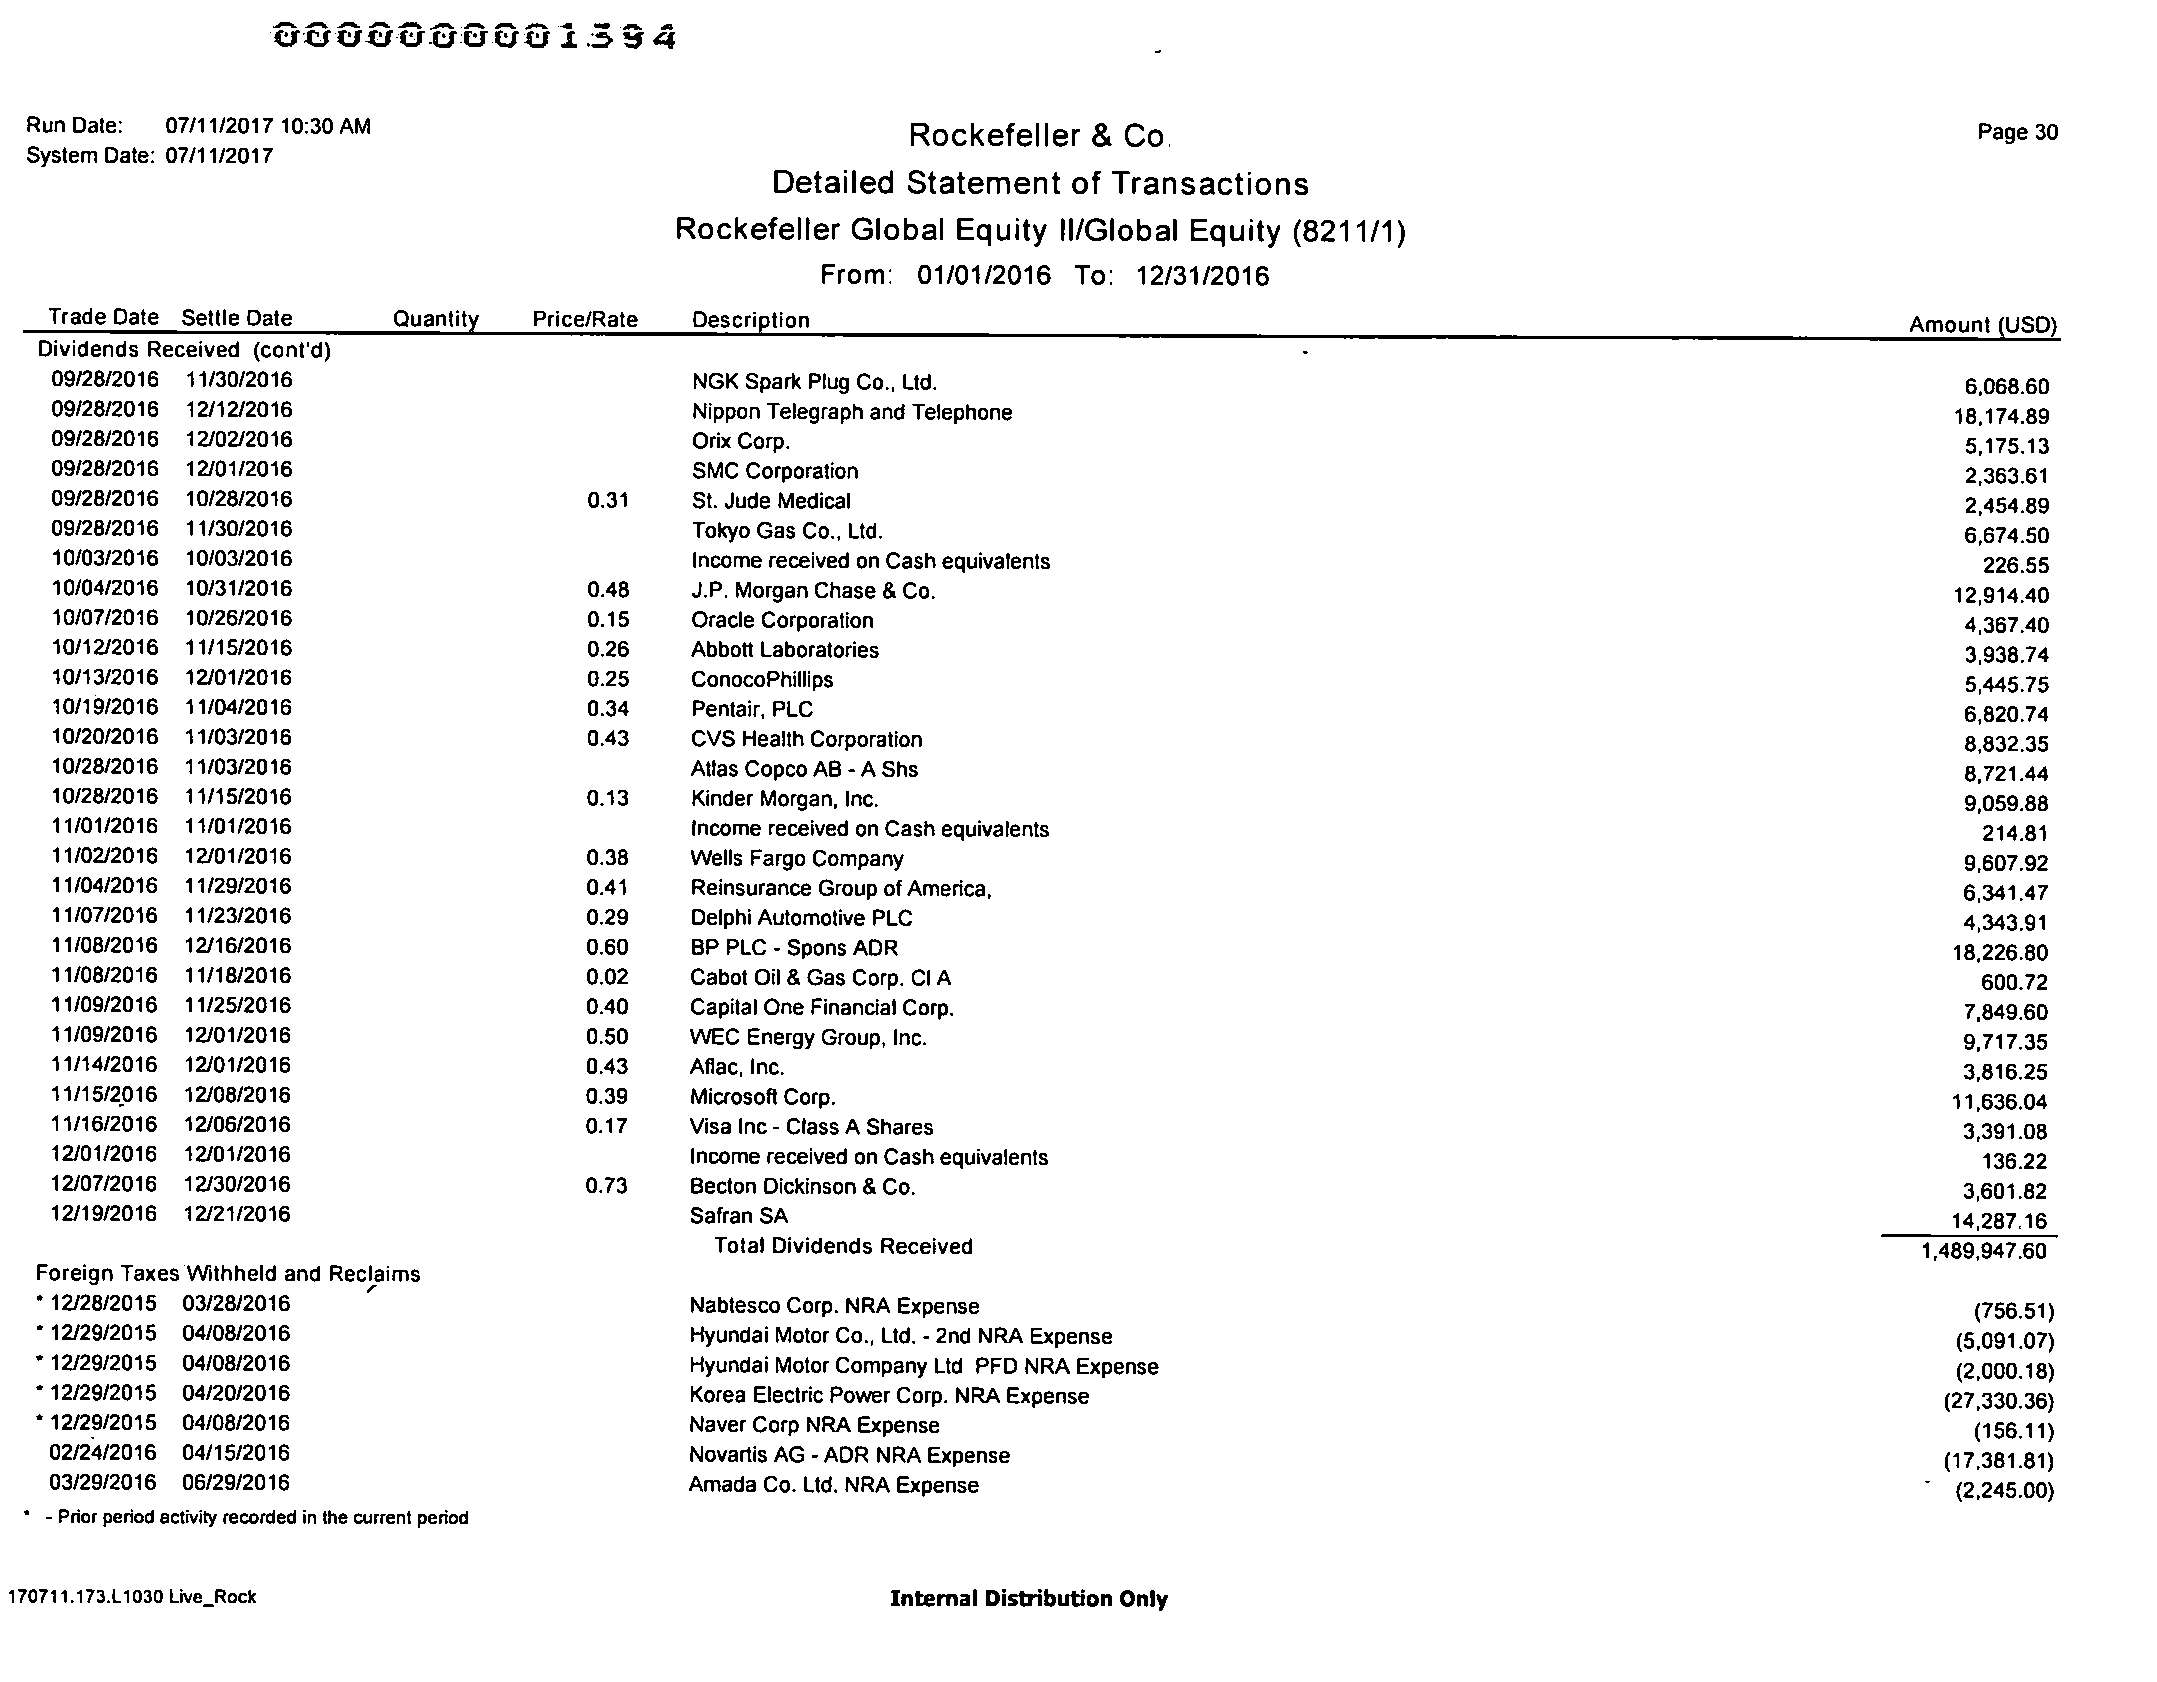 0000000001594
Run Date: 07/11/2017 10:30 AM
System Date: 07/11/2017
Rockefeller & Co.
Page 30
Detailed Statement of Transactions
Rockefeller Global Equity II/Global Equity (8211/1)
From: 01/01/2016 To: 12/31/2016
Trade Date Settle Date Quantity Price/Rate Description Amount (USD)
Dividends Received (cont'd)
09/28/2016 11/30/2016 NGK Spark Plug Co., Ltd. 6,068.60
09/28/2016 12/12/2016 Nippon Telegraph and Telephone 18,174.89
09/28/2016 12/02/2016 Orix Corp. 5,175.13
09/28/2016 12/01/2016 SMC Corporation 2,363.61
09/28/2016 10/28/2016 0.31 St. Jude Medical 2,454.89
09/28/2016 11/30/2016 Tokyo Gas Co., Ltd. 6,674.50
10/03/2016 10/03/2016 Income received on Cash equivalents 226.55
10/04/2016 10/31/2016 0.48 J.P. Morgan Chase & Co. 12,914.40
10/07/2016 10/26/2016 0.15 Oracle Corporation 4,367.40
10/12/2016 11/15/2016 0.26 Abbott Laboratories 3,938.74
10/13/2016 12/01/2016 0.25 ConocoPhillips 5,445.75
10/19/2016 11/04/2016 0.34 Pentair, PLC 6,820.74
10/20/2016 11/03/2016 0.43 CVS Health Corporation 8,832.35
10/28/2016 11/03/2016 Atlas Copco AB - A Shs 8,721.44
10/28/2016 11/15/2016 0.13 Kinder Morgan, Inc. 9,059.88
11/01/2016 11/01/2016 Income received on Cash equivalents 214.81
11/02/2016 12/01/2016 0.38 Wells Fargo Company 9,607.92
11/04/2016 11/29/2016 0.41 Reinsurance Group of America, 6,341.47
11/07/2016 11/23/2016 0.29 Delphi Automotive PLC 4,343.91
11/08/2016 12/16/2016 0.60 BP PLC - Spons ADR 18,226.80
11/08/2016 11/18/2016 0.02 Cabot Oil & Gas Corp. Cl A 600.72
11/09/2016 11/25/2016 0.40 Capital One Financial Corp. 7,849.60
11/09/2016 12/01/2016 0.50 WEC Energy Group, Inc. 9,717.35
11/14/2016 12/01/2016 0.43 Aflac, Inc. 3,816.25
11/15/2016 12/08/2016 0.39 Microsoft Corp. 11,636.04
11/16/2016 12/06/2016 0.17 Visa Inc - Class A Shares 3,391.08
12/01/2016 12/01/2016 Income received on Cash equivalents 136.22
12/07/2016 12/30/2016 0.73 Becton Dickinson & Co. 3,601.82
12/19/2016 12/21/2016 Safran SA 14,287.16
Total Dividends Received 1,489,947.60
Foreign Taxes Withheld and Reclaims
* 12/28/2015 03/28/2016 Nabtesco Corp. NRA Expense (756.51)
* 12/29/2015 04/08/2016 Hyundai Motor Co., Ltd. - 2nd NRA Expense (5,091.07)
* 12/29/2015 04/08/2016 Hyundai Motor Company Ltd PFD NRA Expense (2,000.18)
* 12/29/2015 04/20/2016 Korea Electric Power Corp. NRA Expense (27,330.36)
* 12/29/2015 04/08/2016 Naver Corp NRA Expense (156.11)
02/24/2016 04/15/2016 Novartis AG - ADR NRA Expense (17,381.81)
03/29/2016 06/29/2016 Amada Co. Ltd. NRA Expense (2,245.00)
* - Prior period activity recorded in the current period
170711.173.L1030 Live_Rock
Internal Distribution Only